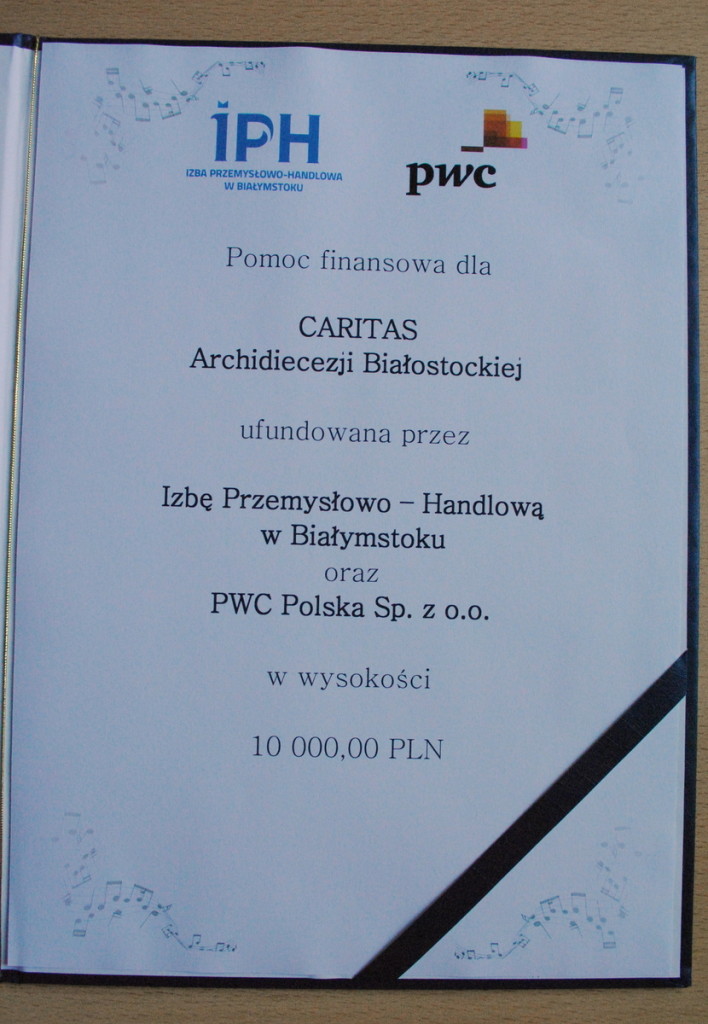 IPH
IZBA PRZEMYSŁOWO-HANDLOWA
W BIAŁYMSTOKU
pwc
Pomoc finansowa dla
CARITAS
Archidiecezji Białostockiej
ufundowana przez
Izbę Przemysłowo – Handlową
w Białymstoku
oraz
PWC Polska Sp. z o.o.
w wysokości
10 000,00 PLN